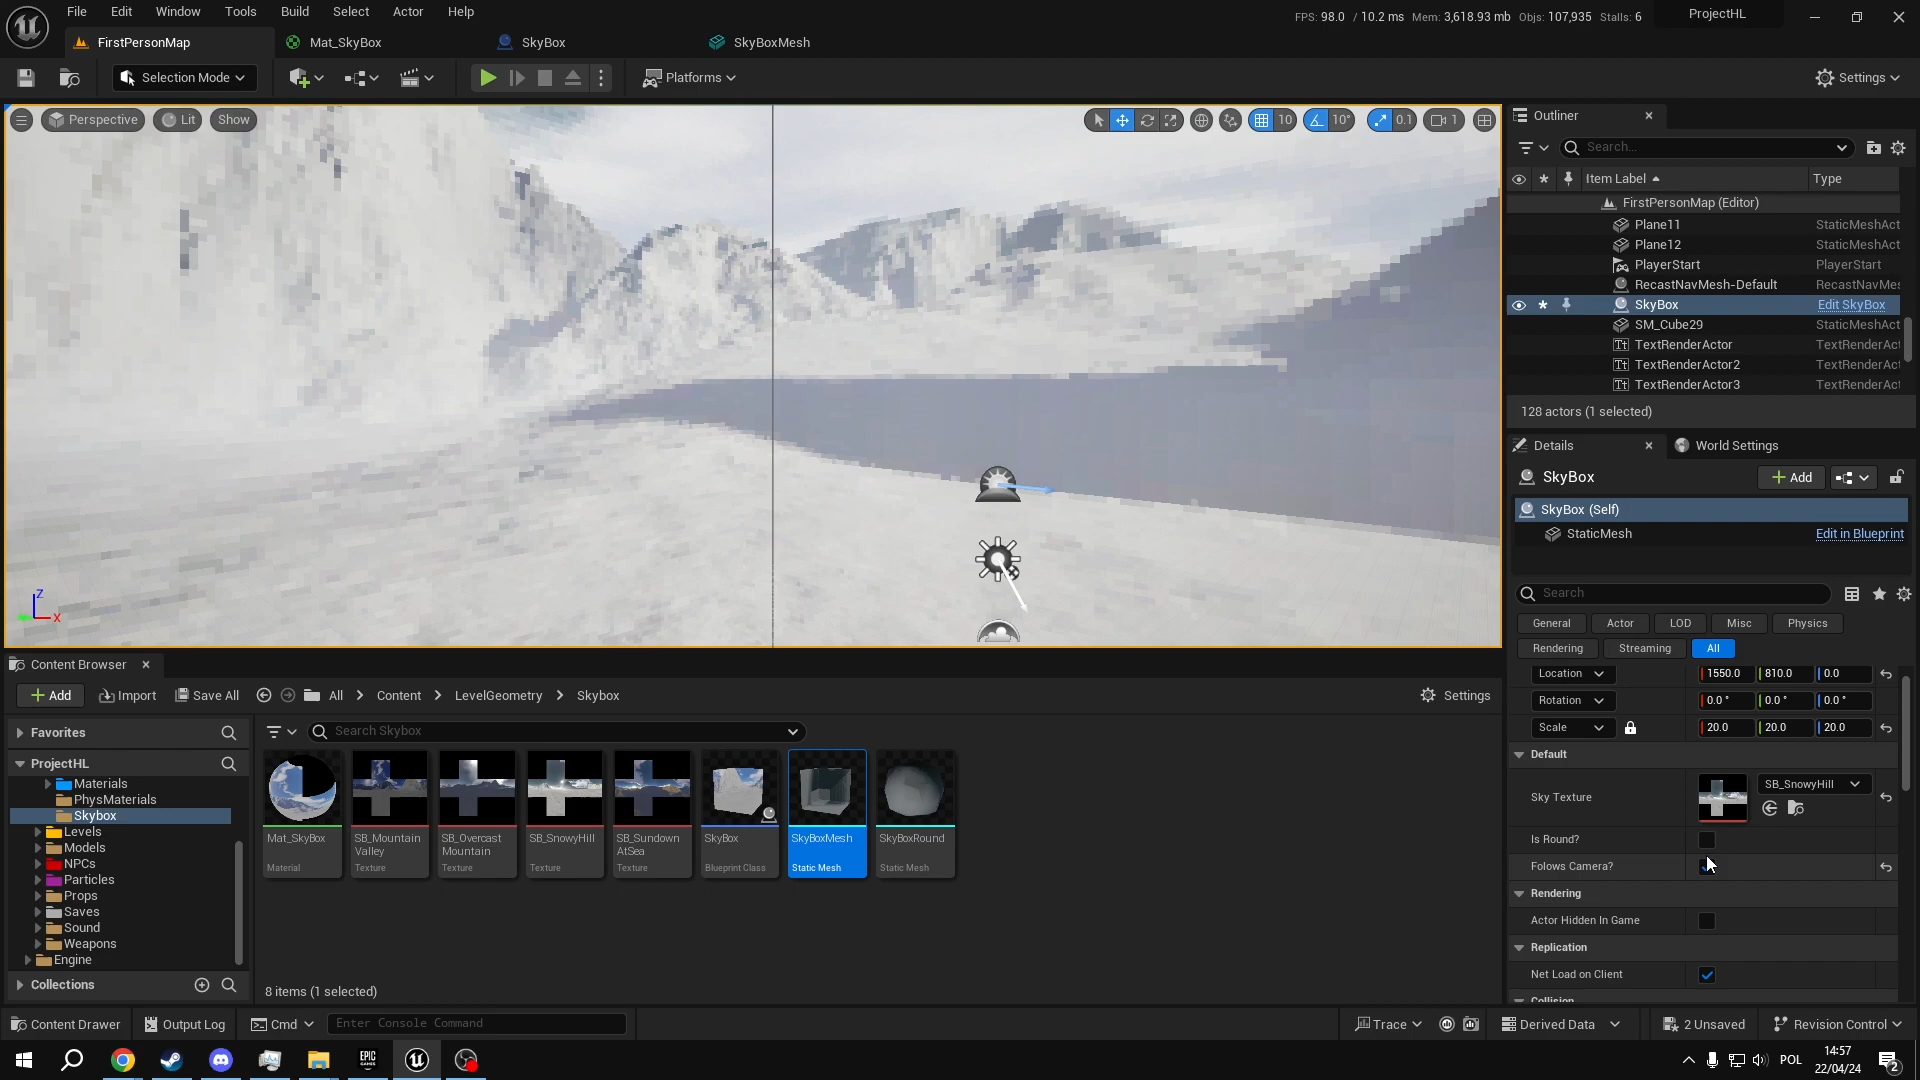 File Edit Window Tools Build Select Actor Help
FPS: 98.0 / 10.2 ms Mem: 3,618.93 mb Objs: 107,935 Stalls: 6
ProjectHL
FirstPersonMap
Mat_SkyBox
SkyBox
SkyBoxMesh
Selection Mode
Platforms
Settings
Perspective
Lit
Show
10
10°
0.1
1
Z
X
Outliner
Search...
Item Label
Type
FirstPersonMap (Editor)
Plane11 StaticMeshAct
Plane12 StaticMeshAct
PlayerStart PlayerStart
RecastNavMesh-Default RecastNavMes
SkyBox Edit SkyBox
SM_Cube29 StaticMeshAct
TextRenderActor TextRenderAct
TextRenderActor2 TextRenderAct
TextRenderActor3 TextRenderAct
128 actors (1 selected)
Details
World Settings
SkyBox
Add
SkyBox (Self)
StaticMesh Edit in Blueprint
Search
General Actor LOD Misc Physics
Rendering Streaming All
Location 1550.0 810.0 0.0
Rotation 0.0 ° 0.0 ° 0.0 °
Scale 20.0 20.0 20.0
Default
Sky Texture SB_SnowyHill
Is Round?
Folows Camera?
Rendering
Actor Hidden In Game
Replication
Net Load on Client
Collision
Content Browser
Add Import Save All All Content LevelGeometry Skybox Settings
Favorites
ProjectHL
Materials
PhysMaterials
Skybox
Levels
Models
NPCs
Particles
Props
Saves
Sound
Weapons
Engine
Collections
Search Skybox
Mat_SkyBox
Material
SB_Mountain
Valley
Texture
SB_Overcast
Mountain
Texture
SB_SnowyHill
Texture
SB_Sundown
AtSea
Texture
SkyBox
Blueprint Class
SkyBoxMesh
Static Mesh
SkyBoxRound
Static Mesh
8 items (1 selected)
Content Drawer Output Log Cmd Enter Console Command
Trace Derived Data 2 Unsaved Revision Control
EPIC
GAMES
POL
14:57
22/04/24
2